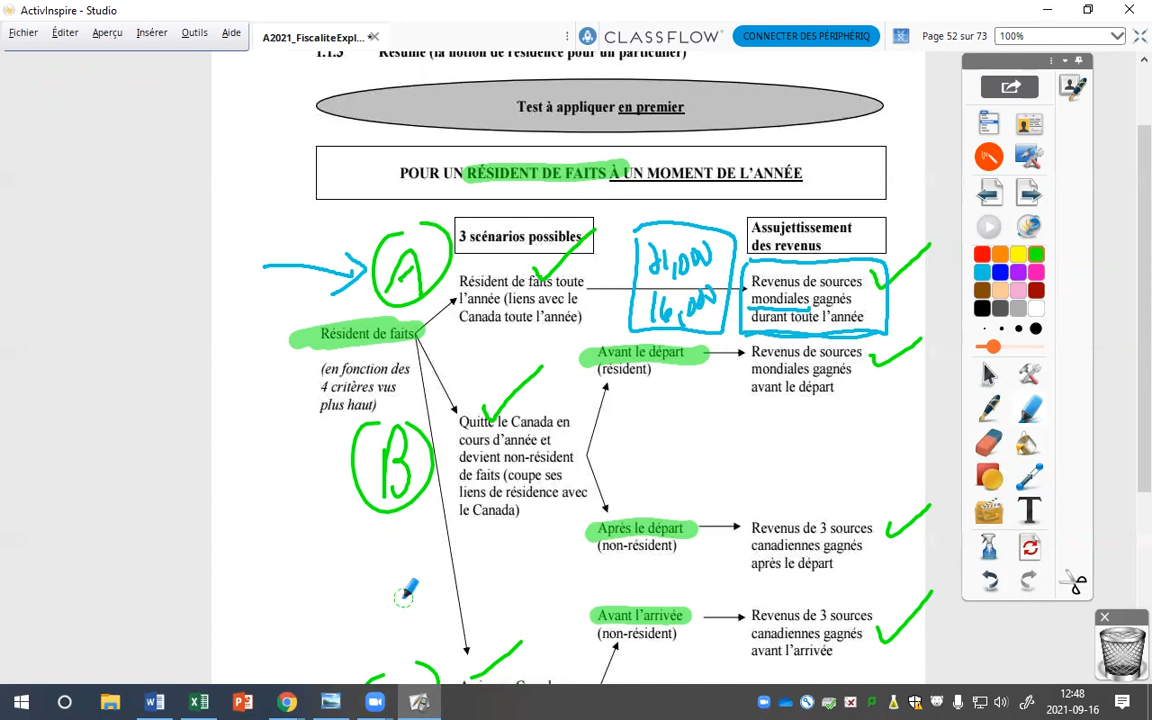 ActivInspire - Studio
Fichier Éditer Aperçu Insérer Outils Aide
A2021_FiscaliteExpl...
CLASSFLOW
CONNECTER DES PÉRIPHÉRIQ
Page 52 sur 73
100%
1.1.3 Résumé (la notion de résidence pour un particulier)
Test à appliquer en premier
POUR UN RÉSIDENT DE FAITS À UN MOMENT DE L'ANNÉE
3 scénarios possibles
Assujettissement
des revenus
A
21,000
16,000
Résident de faits toute
l'année (liens avec le
Canada toute l'année)
Revenus de sources
mondiales gagnés
durant toute l'année
Résident de faits
(en fonction des
4 critères vus
plus haut)
Avant le départ
(résident)
Revenus de sources
mondiales gagnés
avant le départ
B
Quitte le Canada en
cours d'année et
devient non-résident
de faits (coupe ses
liens de résidence avec
le Canada)
Après le départ
(non-résident)
Revenus de 3 sources
canadiennes gagnés
après le départ
Avant l'arrivée
(non-résident)
Revenus de 3 sources
canadiennes gagnés
avant l'arrivée
T
12:48
2021-09-16